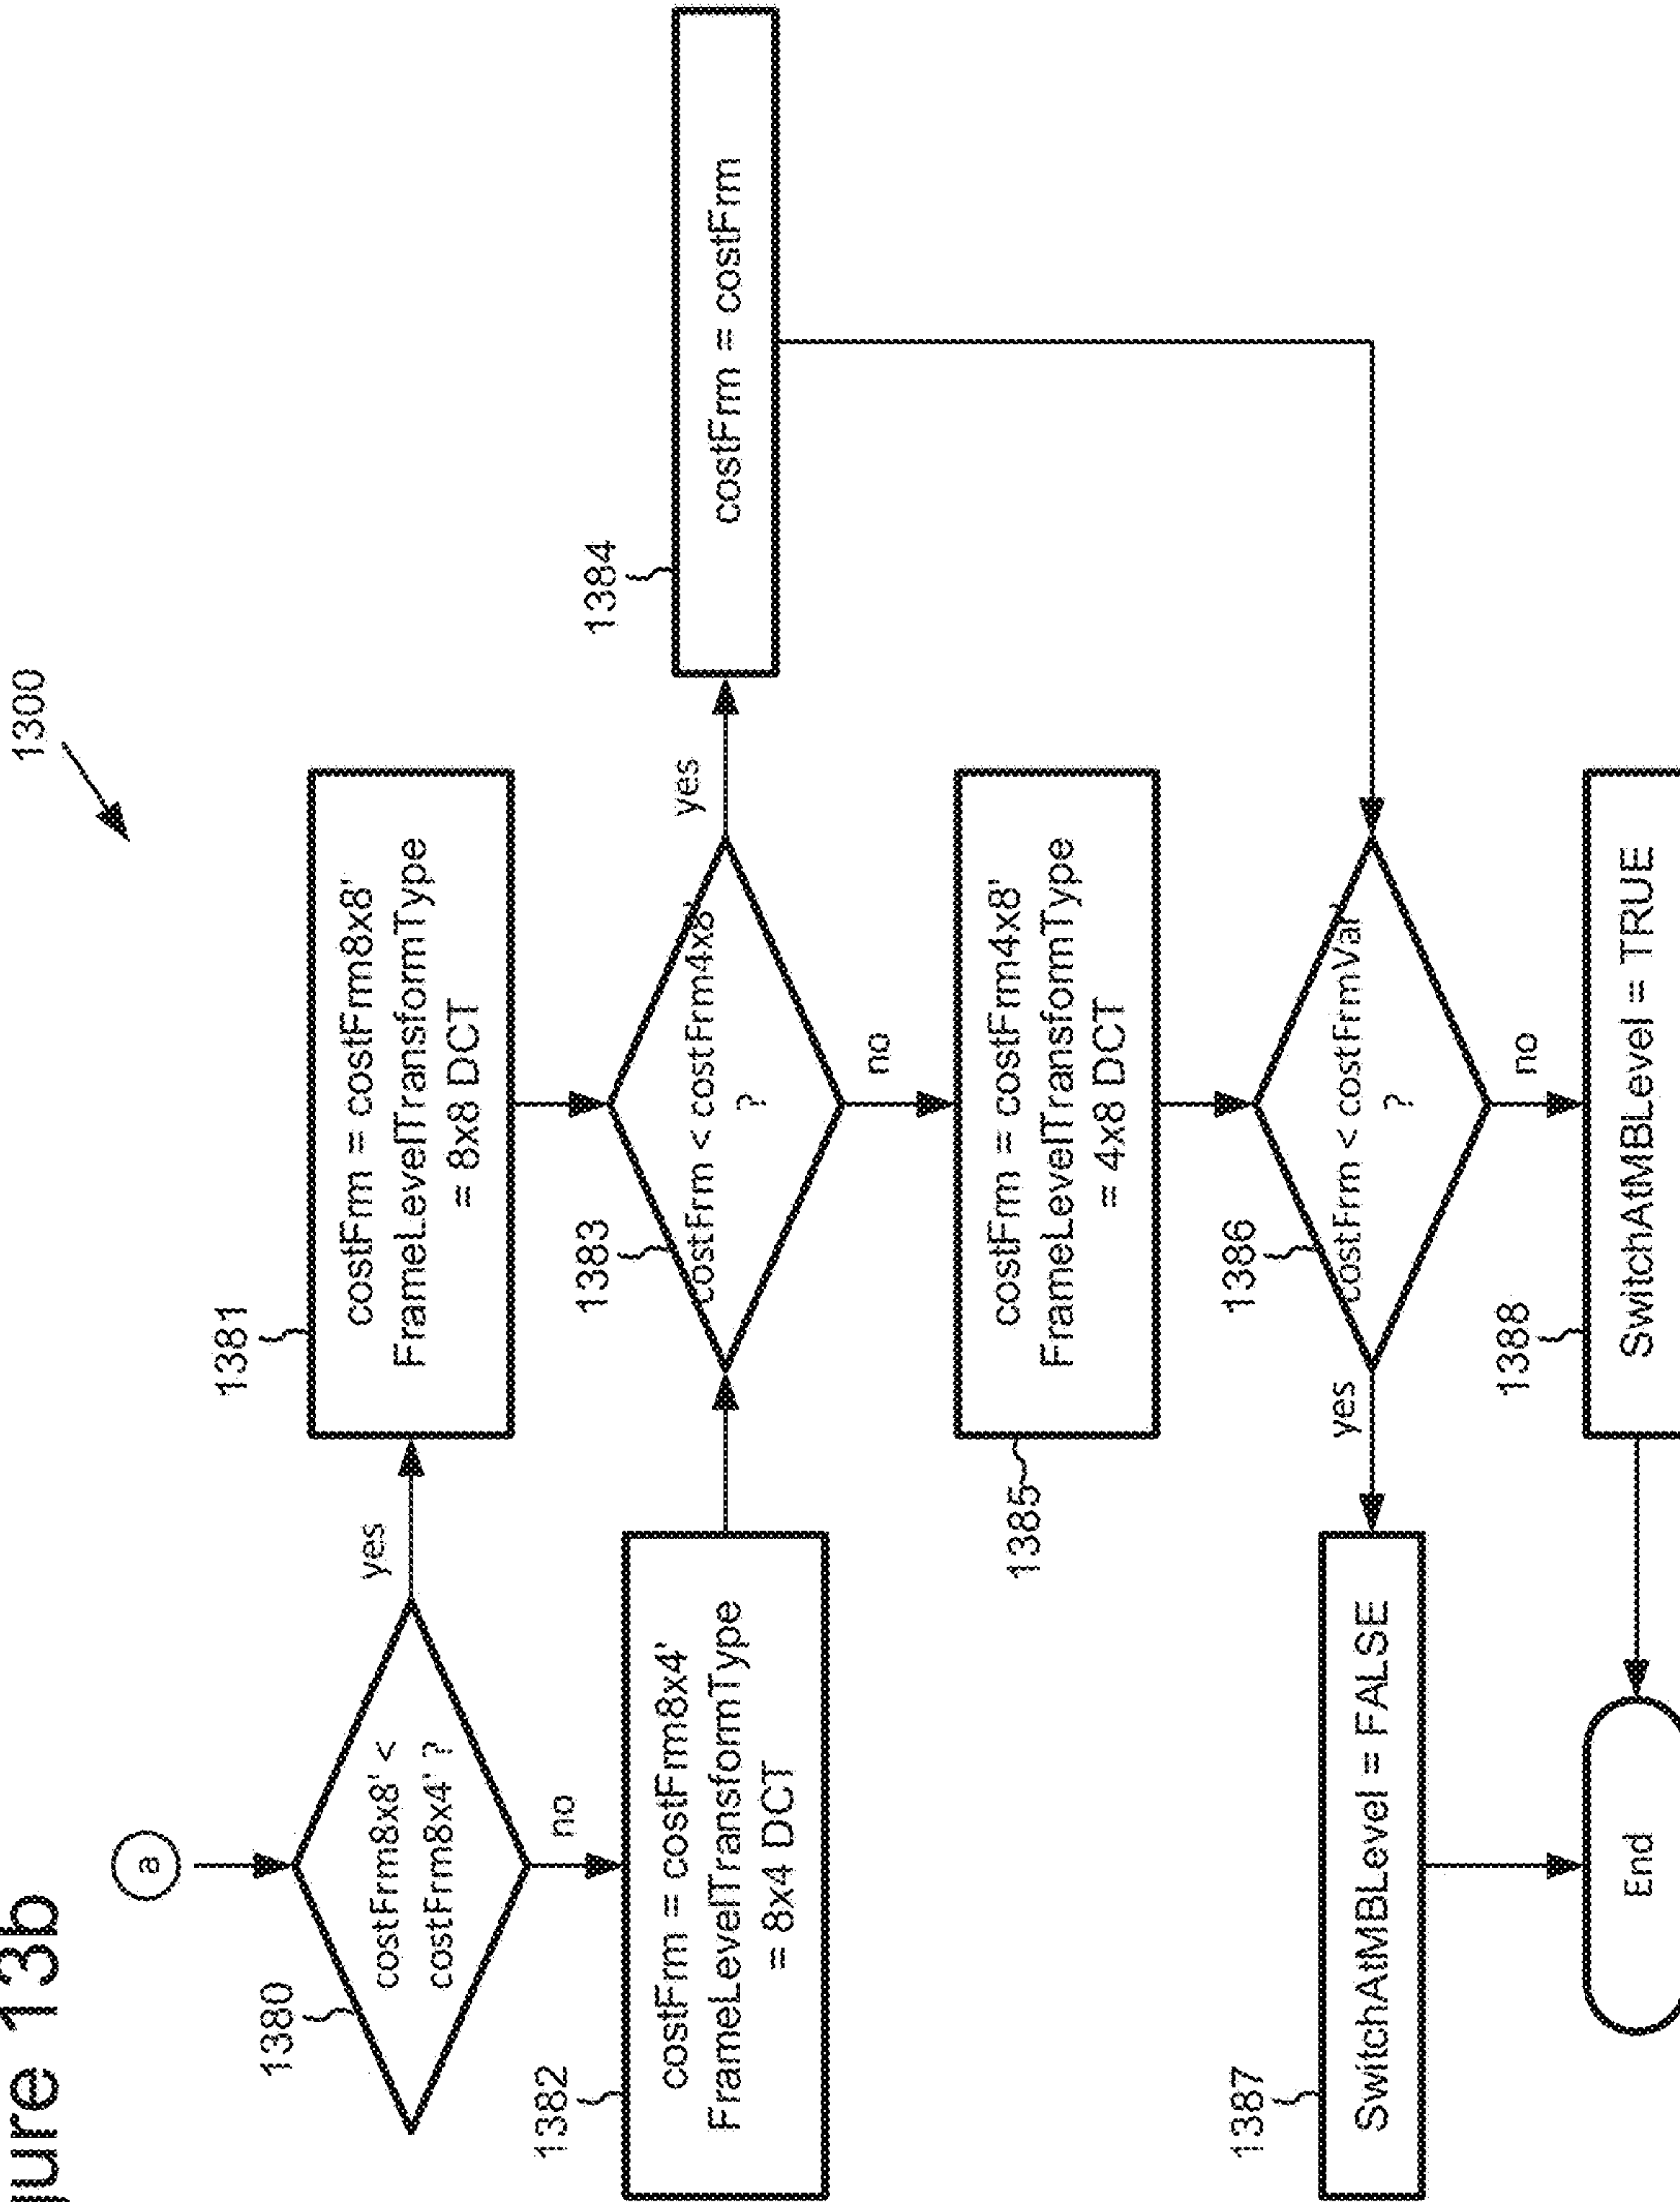 gure 13b
1300
a
1380
costFrm8x8' <
costFrm8x4' ?
yes
no
1381
costFrm = costFrm8x8'
FrameLevelTransformType
= 8x8 DCT
1382
costFrm = costFrm8x4'
FrameLevelTransformType
= 8x4 DCT
1383
costFrm < costFrm4x8'
?
yes
no
1384
costFrm = costFrm
1385
costFrm = costFrm4x8'
FrameLevelTransformType
= 4x8 DCT
1386
costFrm < costFrmVar'
?
yes
no
1387
SwitchAtMBLevel = FALSE
1388
SwitchAtMBLevel = TRUE
End